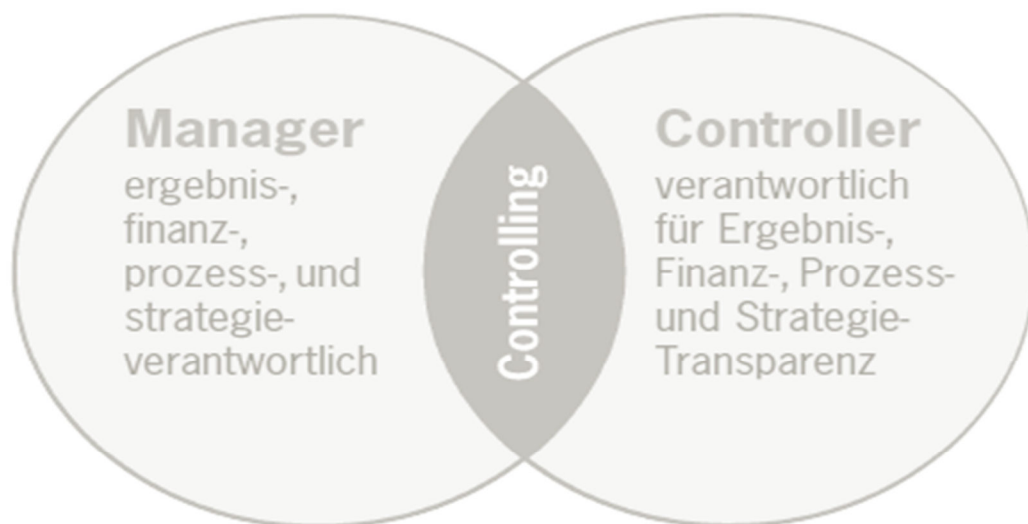 Manager
ergebnis-,
finanz-,
prozess-, und
strategie-
verantwortlich
Controlling
Controller
verantwortlich
für Ergebnis-,
Finanz-, Prozess-
und Strategie-
Transparenz